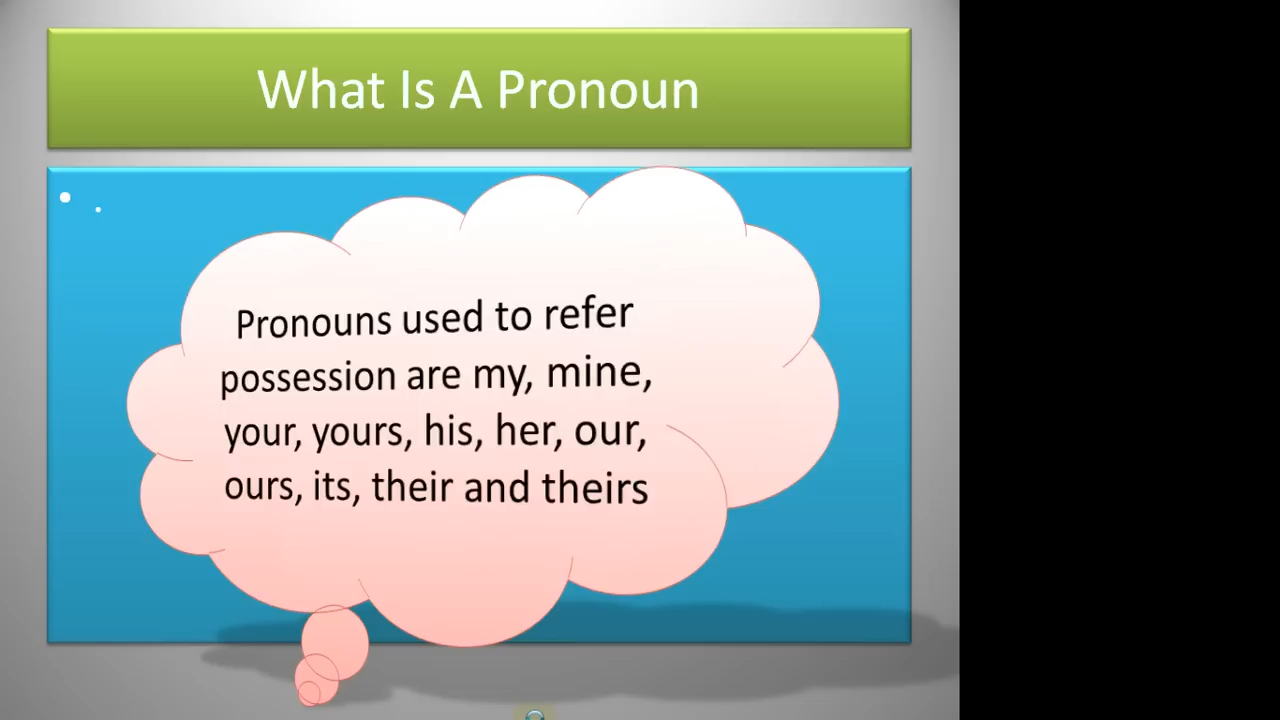 What Is A Pronoun
Pronouns used to refer
possession are my, mine,
your, yours, his, her, our,
ours, its, their and theirs